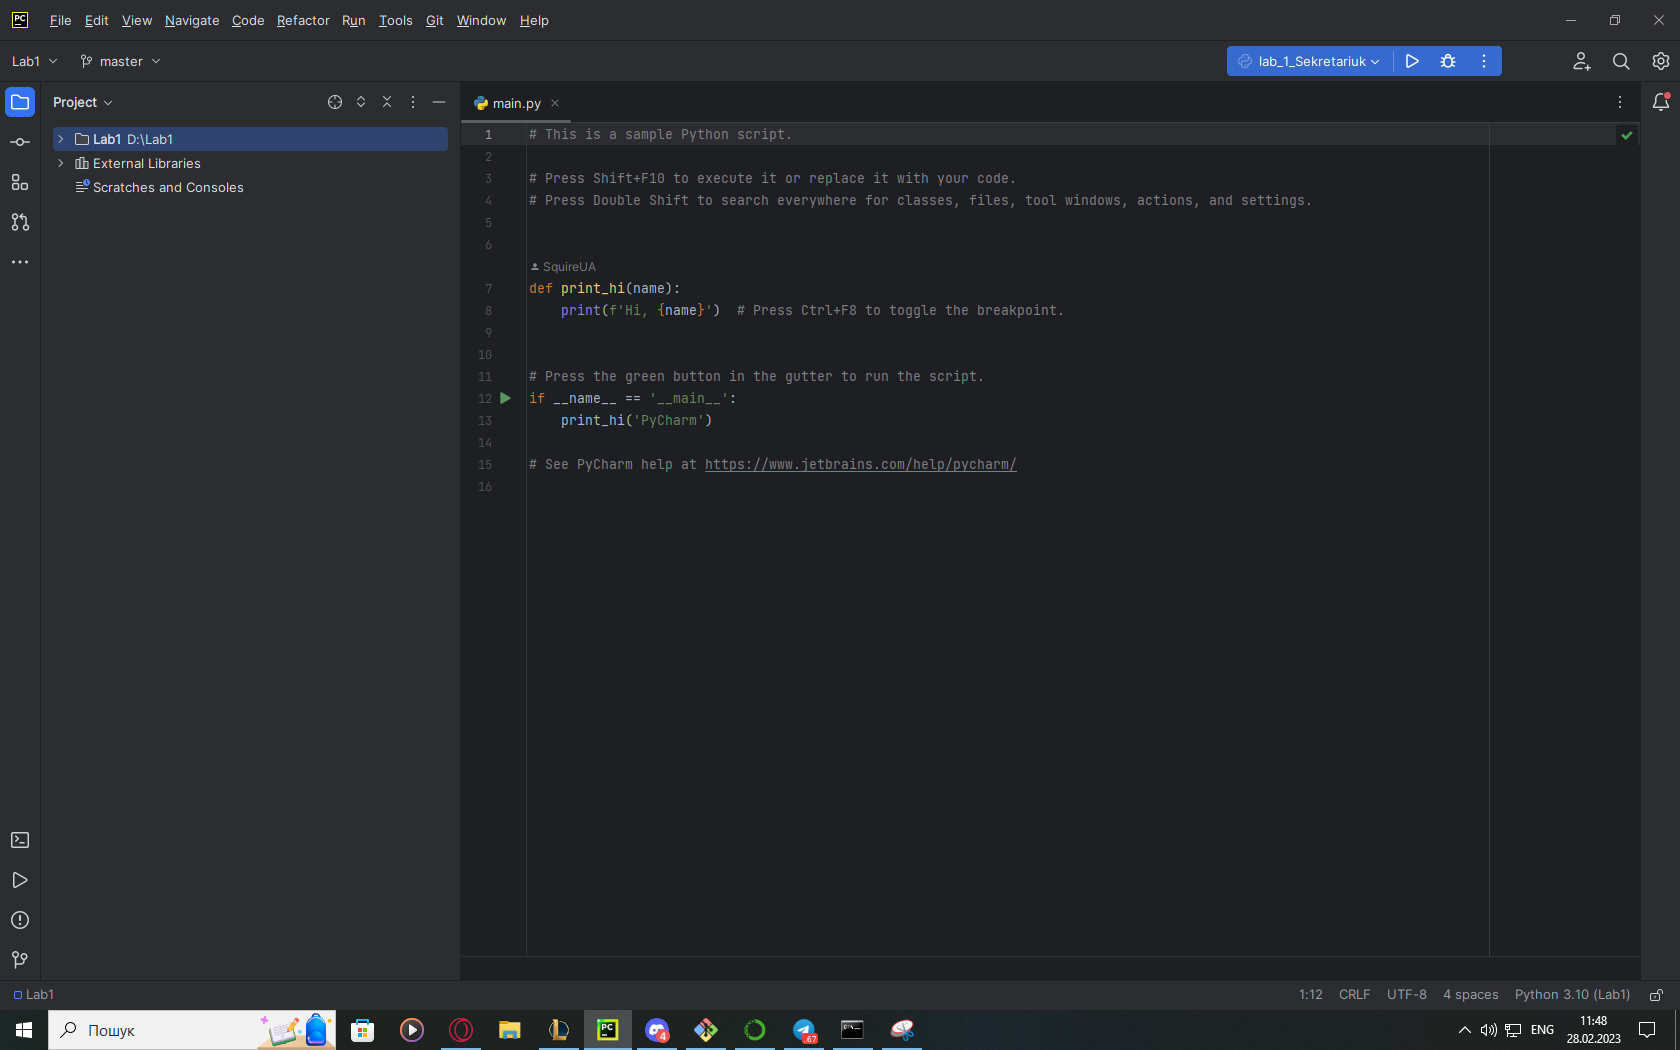 PC File Edit View Navigate Code Refactor Run Tools Git Window Help
Lab1 master lab_1_Sekretariuk
Project
main.py
Lab1 D:\Lab1
External Libraries
Scratches and Consoles
1 # This is a sample Python script.
2
3 # Press Shift+F10 to execute it or replace it with your code.
4 # Press Double Shift to search everywhere for classes, files, tool windows, actions, and settings.
5
6
SquireUA
7 def print_hi(name):
8 print(f'Hi, {name}') # Press Ctrl+F8 to toggle the breakpoint.
9
10
11 # Press the green button in the gutter to run the script.
12 if __name__ == '__main__':
13 print_hi('PyCharm')
14
15 # See PyCharm help at https://www.jetbrains.com/help/pycharm/
16
Lab1 1:12 CRLF UTF-8 4 spaces Python 3.10 (Lab1)
Пошук
PC
4
.67
ENG
11:48
28.02.2023